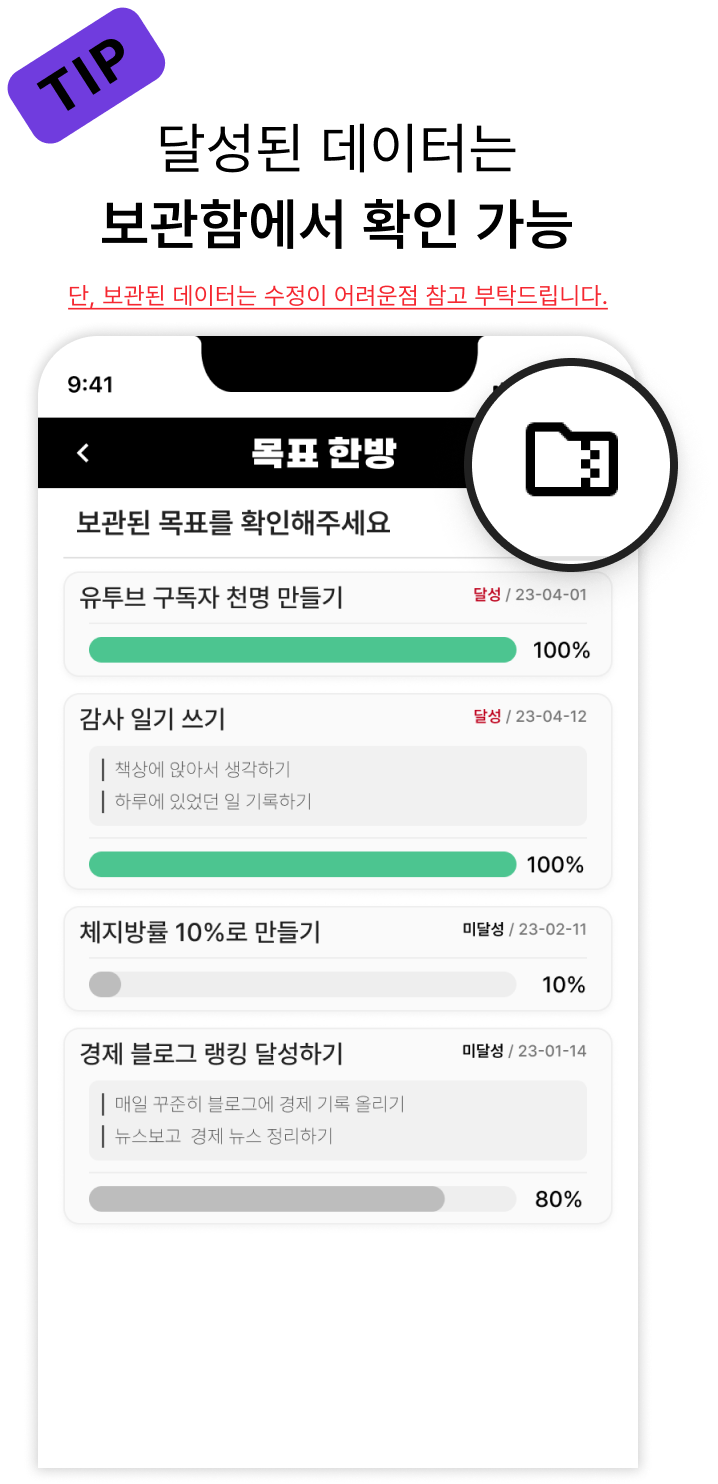 TIP
달성된 데이터는
보관함에서 확인 가능
단, 보관된 데이터는 수정이 어려운점 참고 부탁드립니다.
9:41
목표 한방
보관된 목표를 확인해주세요
유투브 구독자 천명 만들기
달성 / 23-04-01
100%
감사 일기 쓰기
달성 / 23-04-12
책상에 앉아서 생각하기
하루에 있었던 일 기록하기
100%
체지방률 10%로 만들기
미달성 / 23-02-11
10%
경제 블로그 랭킹 달성하기
미달성 / 23-01-14
매일 꾸준히 블로그에 경제 기록 올리기
뉴스보고 경제 뉴스 정리하기
80%